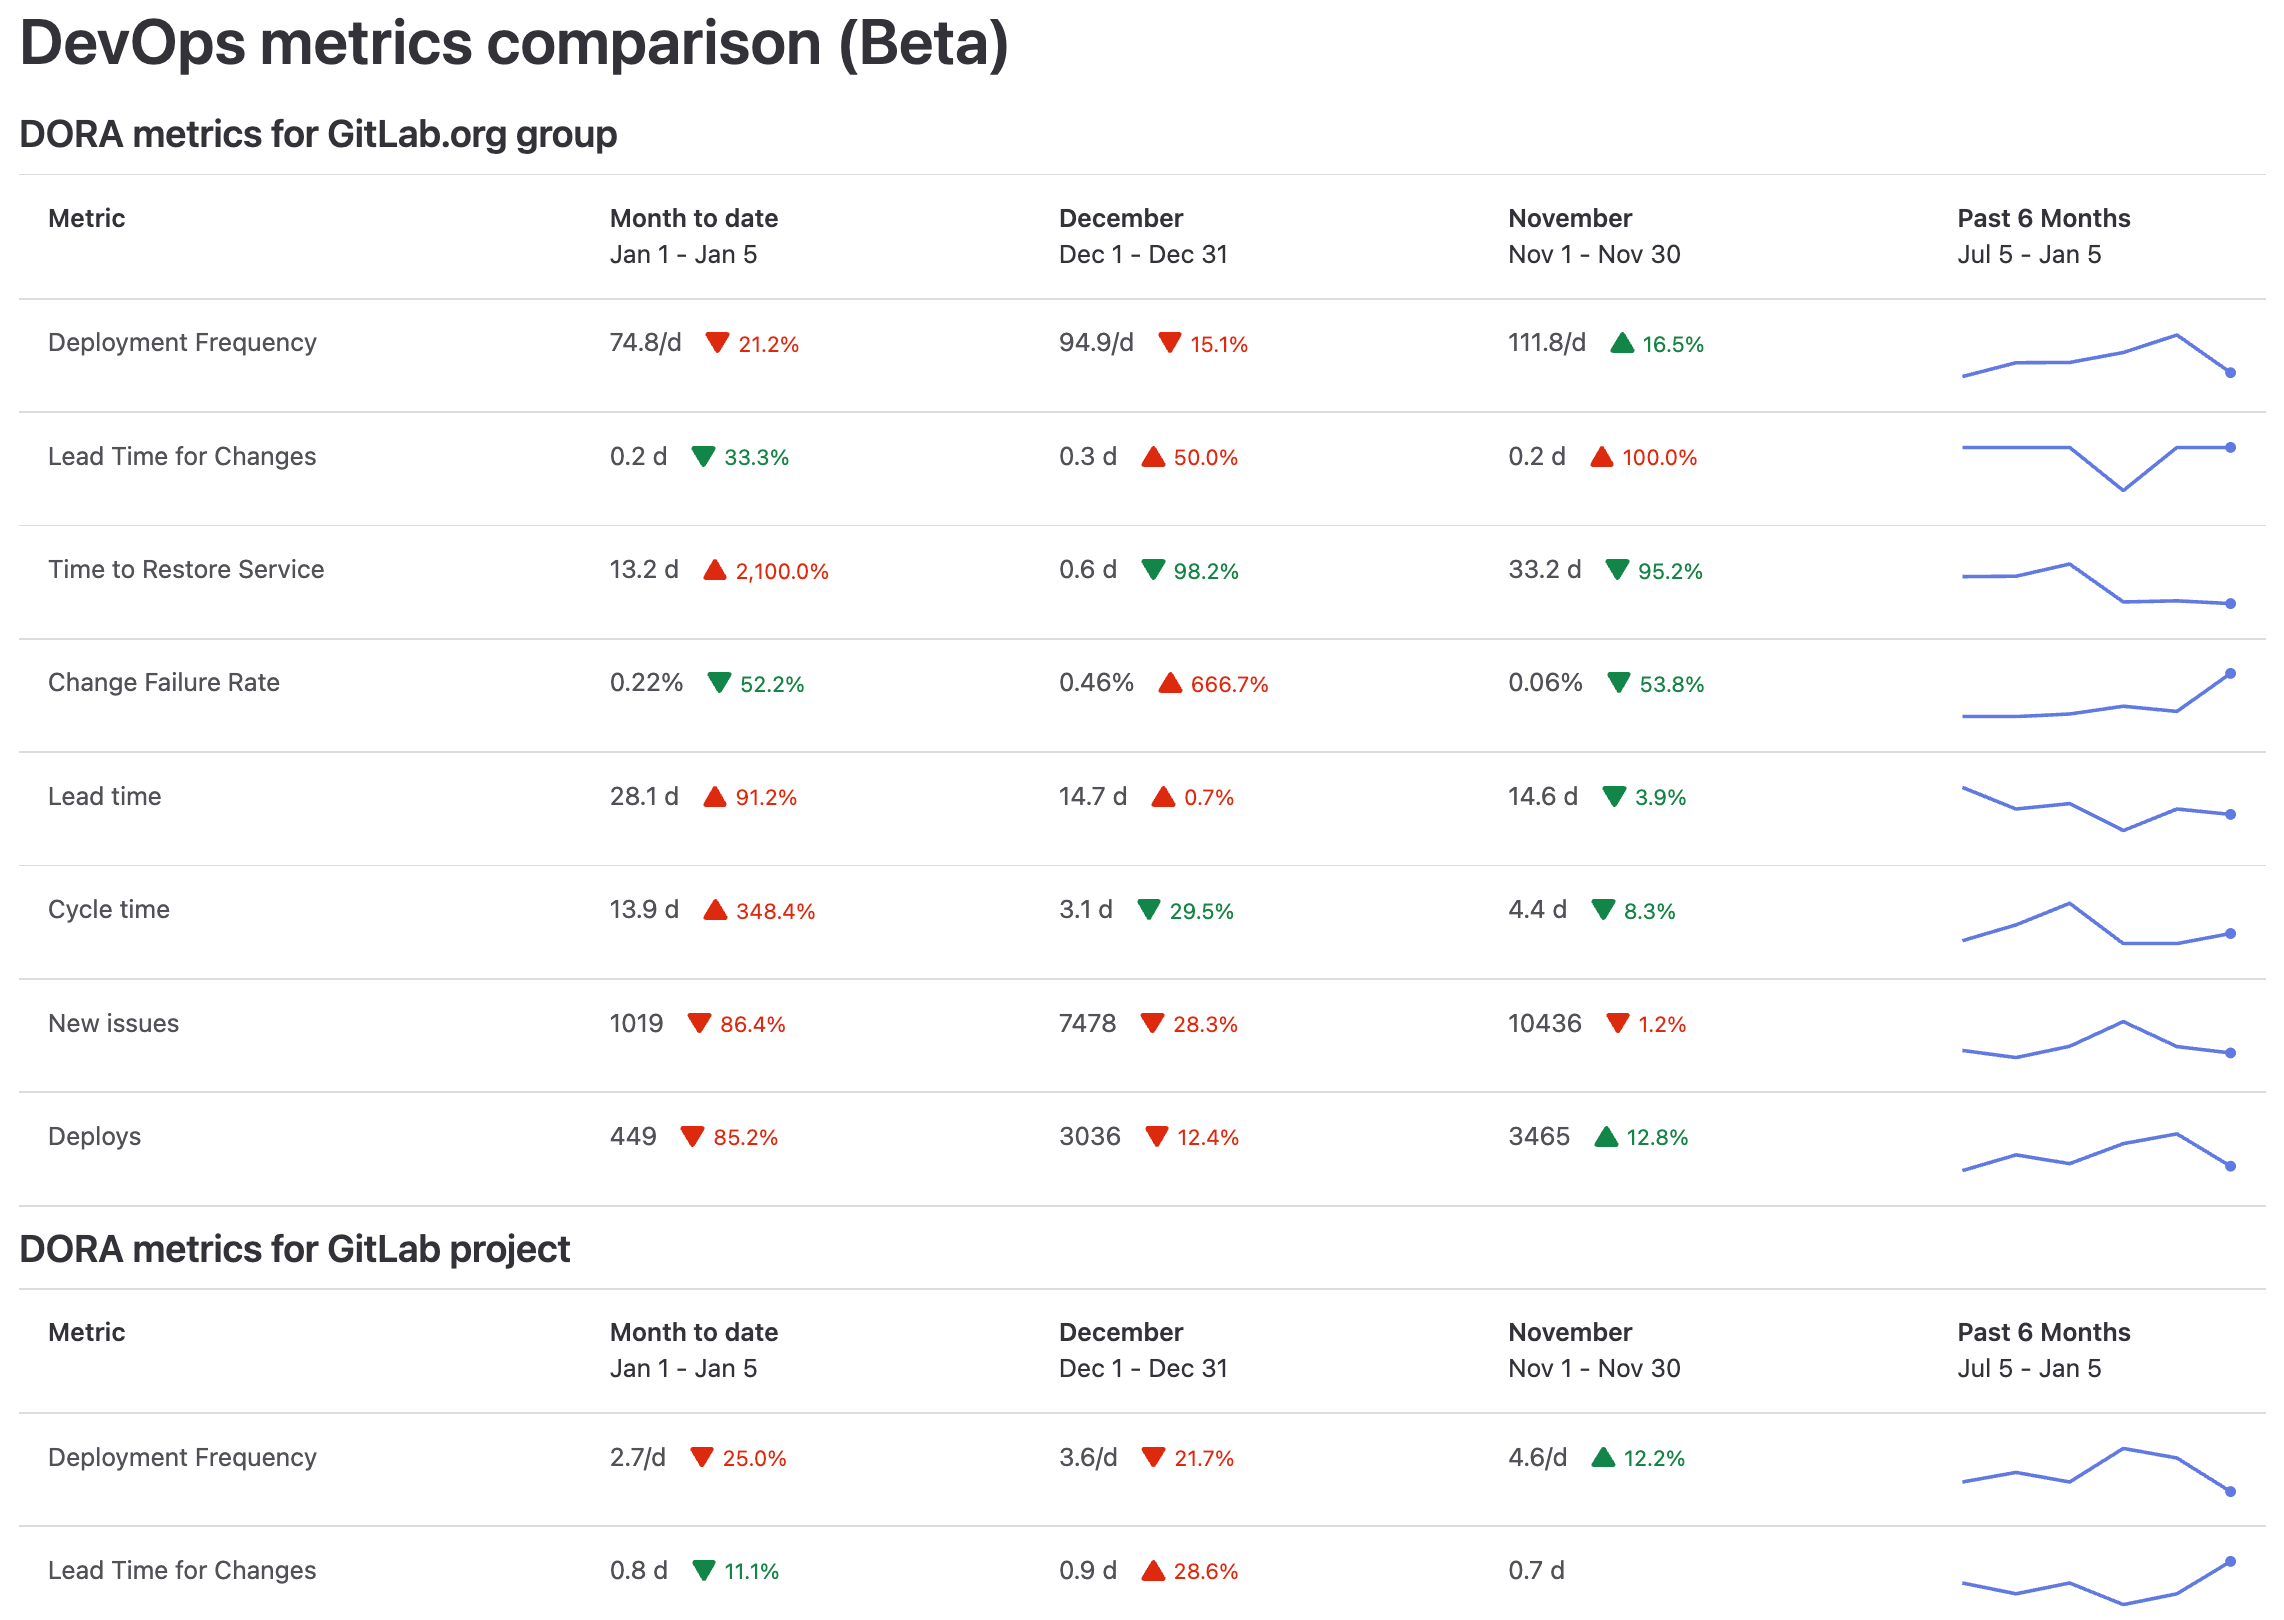 DevOps metrics comparison (Beta)
DORA metrics for GitLab.org group
Metric Month to date December November Past 6 Months
Jan 1 - Jan 5 Dec 1 - Dec 31 Nov 1 - Nov 30 Jul 5 - Jan 5
Deployment Frequency 74.8/d 21.2% 94.9/d 15.1% 111.8/d 16.5%
Lead Time for Changes 0.2 d 33.3% 0.3 d 50.0% 0.2 d 100.0%
Time to Restore Service 13.2 d 2,100.0% 0.6 d 98.2% 33.2 d 95.2%
Change Failure Rate 0.22% 52.2% 0.46% 666.7% 0.06% 53.8%
Lead time 28.1 d 91.2% 14.7 d 0.7% 14.6 d 3.9%
Cycle time 13.9 d 348.4% 3.1 d 29.5% 4.4 d 8.3%
New issues 1019 86.4% 7478 28.3% 10436 1.2%
Deploys 449 85.2% 3036 12.4% 3465 12.8%
DORA metrics for GitLab project
Metric Month to date December November Past 6 Months
Jan 1 - Jan 5 Dec 1 - Dec 31 Nov 1 - Nov 30 Jul 5 - Jan 5
Deployment Frequency 2.7/d 25.0% 3.6/d 21.7% 4.6/d 12.2%
Lead Time for Changes 0.8 d 11.1% 0.9 d 28.6% 0.7 d